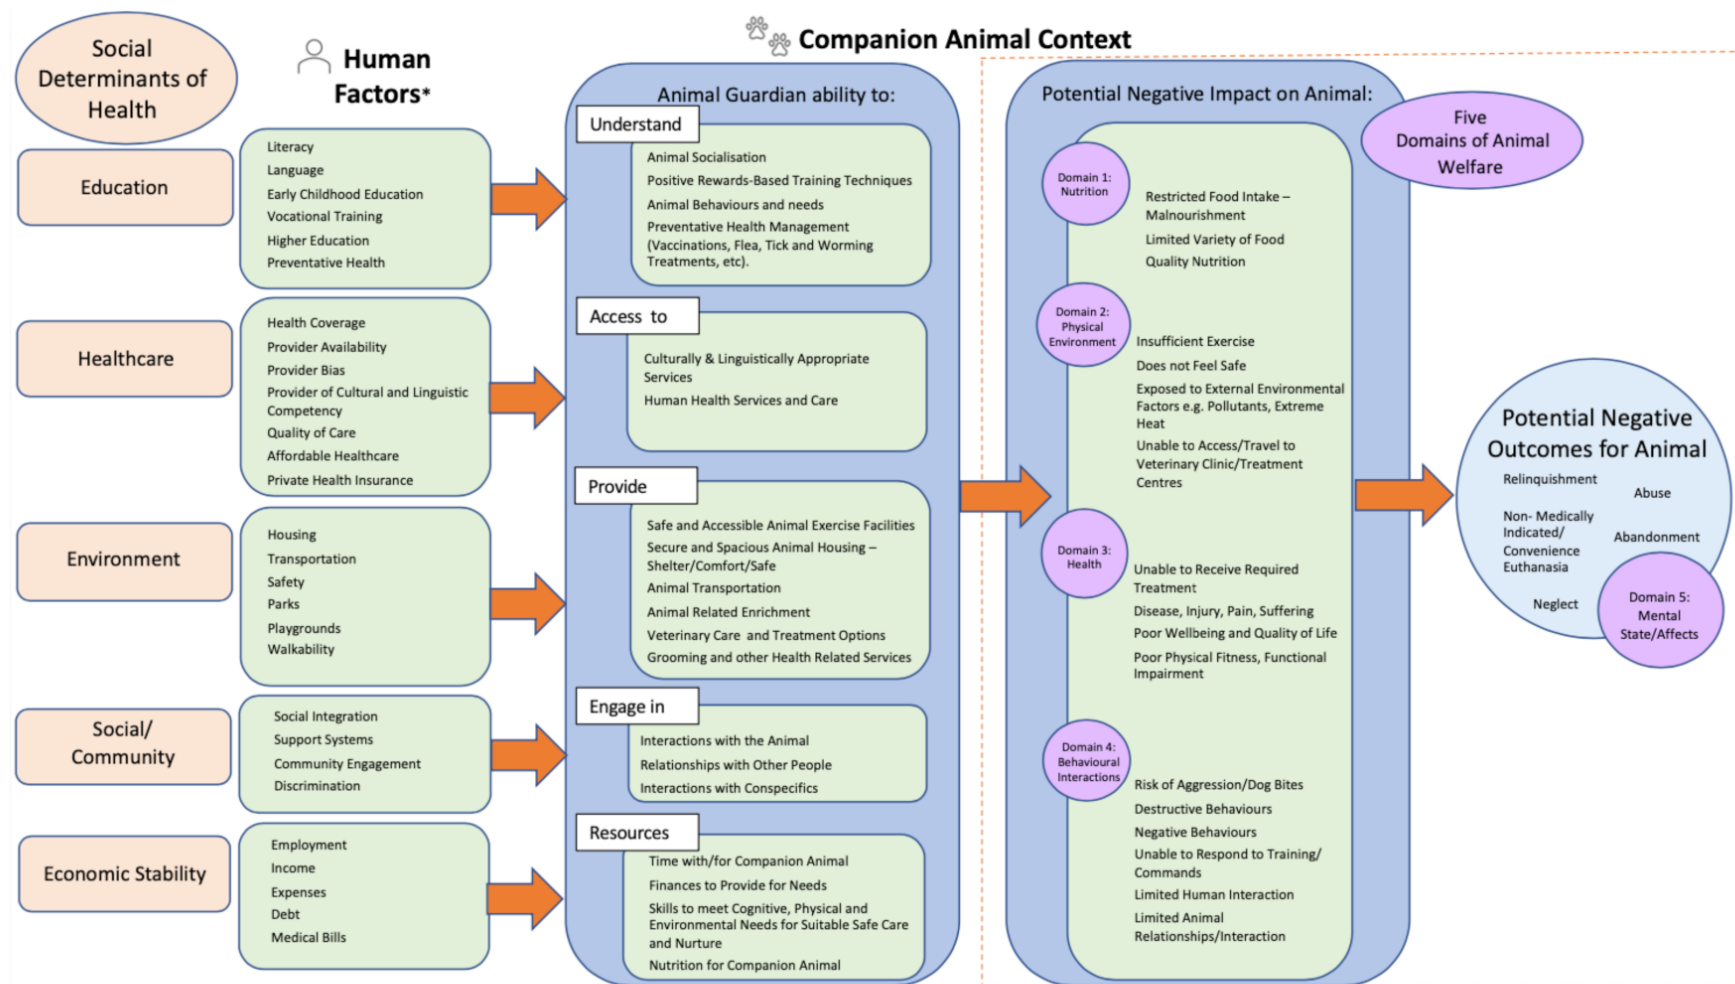 Social
Determinants of
Health
Human
Factors*
Companion Animal Context
Education
Literacy
Language
Early Childhood Education
Vocational Training
Higher Education
Preventative Health
Healthcare
Health Coverage
Provider Availability
Provider Bias
Provider of Cultural and Linguistic
Competency
Quality of Care
Affordable Healthcare
Private Health Insurance
Environment
Housing
Transportation
Safety
Parks
Playgrounds
Walkability
Social/
Community
Social Integration
Support Systems
Community Engagement
Discrimination
Economic Stability
Employment
Income
Expenses
Debt
Medical Bills
Animal Guardian ability to:
Understand
Animal Socialisation
Positive Rewards-Based Training Techniques
Animal Behaviours and needs
Preventative Health Management
(Vaccinations, Flea, Tick and Worming
Treatments, etc).
Access to
Culturally & Linguistically Appropriate
Services
Human Health Services and Care
Provide
Safe and Accessible Animal Exercise Facilities
Secure and Spacious Animal Housing –
Shelter/Comfort/Safe
Animal Transportation
Animal Related Enrichment
Veterinary Care and Treatment Options
Grooming and other Health Related Services
Engage in
Interactions with the Animal
Relationships with Other People
Interactions with Conspecifics
Resources
Time with/for Companion Animal
Finances to Provide for Needs
Skills to meet Cognitive, Physical and
Environmental Needs for Suitable Safe Care
and Nurture
Nutrition for Companion Animal
Potential Negative Impact on Animal:
Five
Domains of Animal
Welfare
Domain 1:
Nutrition
Restricted Food Intake –
Malnourishment
Limited Variety of Food
Quality Nutrition
Domain 2:
Physical
Environment
Insufficient Exercise
Does not Feel Safe
Exposed to External Environmental
Factors e.g. Pollutants, Extreme
Heat
Unable to Access/Travel to
Veterinary Clinic/Treatment
Centres
Domain 3:
Health
Unable to Receive Required
Treatment
Disease, Injury, Pain, Suffering
Poor Wellbeing and Quality of Life
Poor Physical Fitness, Functional
Impairment
Domain 4:
Behavioural
Interactions
Risk of Aggression/Dog Bites
Destructive Behaviours
Negative Behaviours
Unable to Respond to Training/
Commands
Limited Human Interaction
Limited Animal
Relationships/Interaction
Potential Negative
Outcomes for Animal
Relinquishment
Abuse
Non- Medically
Indicated/
Convenience
Euthanasia
Abandonment
Neglect
Domain 5:
Mental
State/Affects